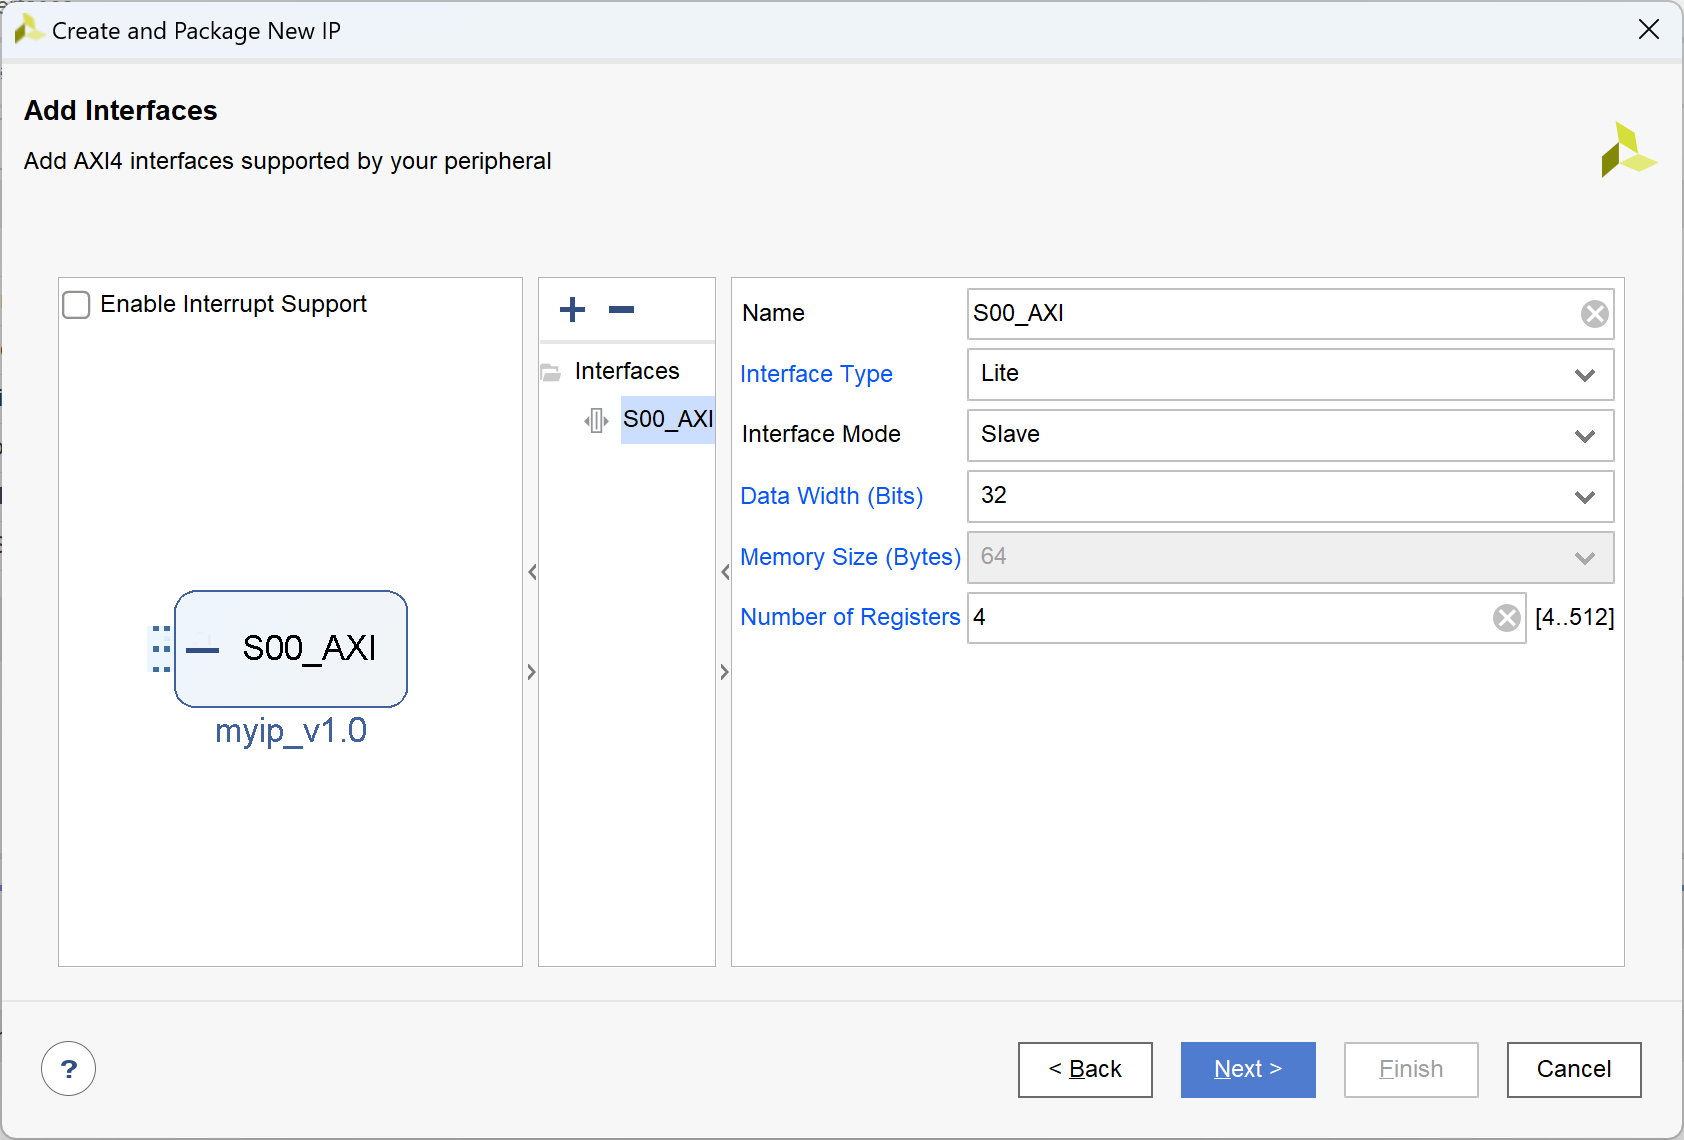 Create and Package New IP
Add Interfaces
Add AXI4 interfaces supported by your peripheral
Enable Interrupt Support
S00_AXI
myip_v1.0
Interfaces
S00_AXI
Name S00_AXI
Interface Type Lite
Interface Mode Slave
Data Width (Bits) 32
Memory Size (Bytes) 64
Number of Registers 4 [4..512]
? < Back Next > Finish Cancel